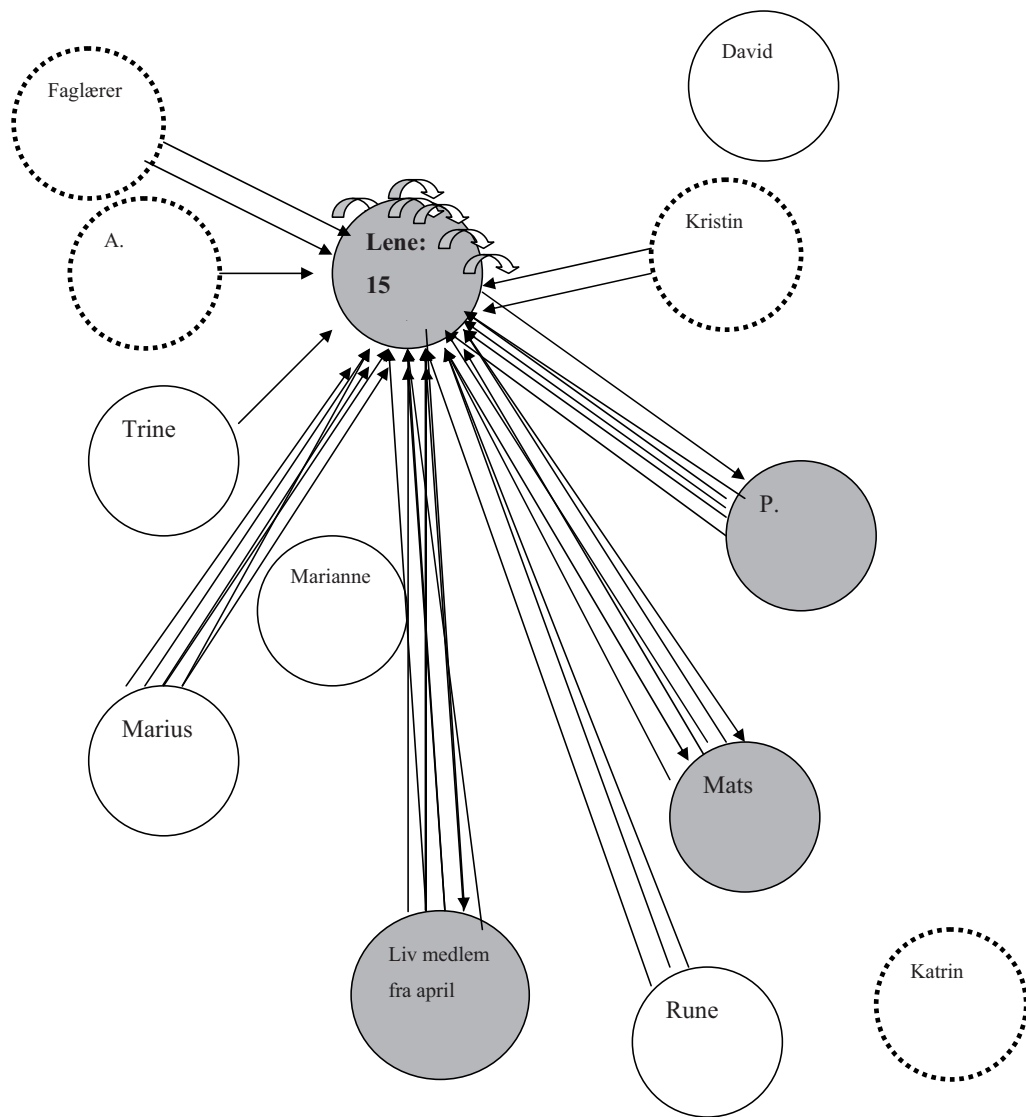 David
Faglærer
Kristin
A.
Lene:
15
Trine
P.
Marianne
Marius
Mats
Liv medlem
fra april
Katrin
Rune